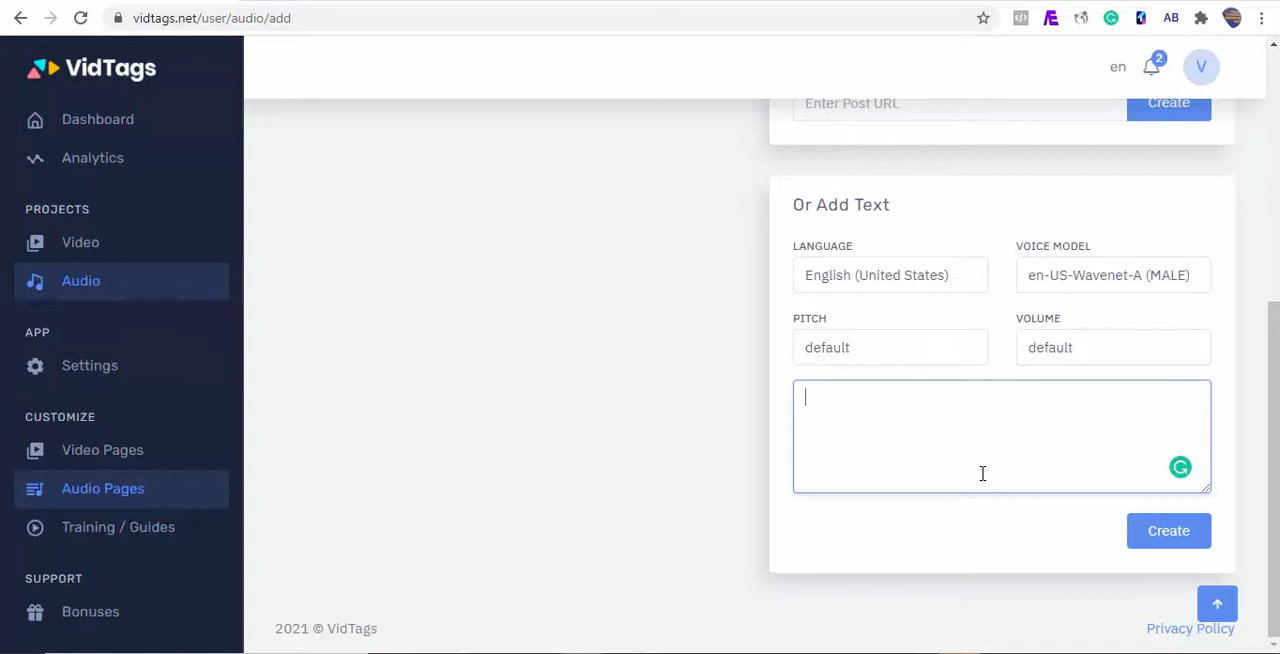 vidtags.net/user/audio/add
AB
VidTags
en
2
V
Dashboard
Analytics
PROJECTS
Video
Audio
APP
Settings
CUSTOMIZE
Video Pages
Audio Pages
Training / Guides
SUPPORT
Bonuses
Enter Post URL
Create
Or Add Text
LANGUAGE
VOICE MODEL
English (United States)
en-US-Wavenet-A (MALE)
PITCH
VOLUME
default
default
Create
2021 © VidTags
Privacy Policy